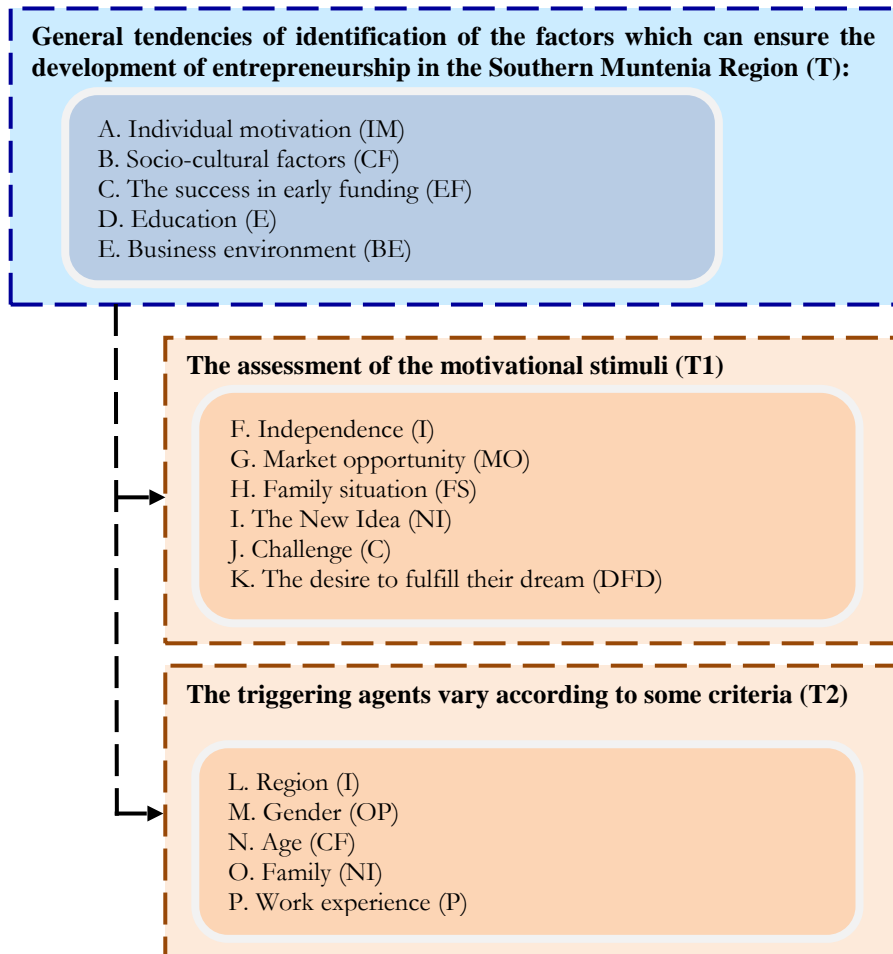 General tendencies of identification of the factors which can ensure the
development of entrepreneurship in the Southern Muntenia Region (T):
A. Individual motivation (IM)
B. Socio-cultural factors (CF)
C. The success in early funding (EF)
D. Education (E)
E. Business environment (BE)
The assessment of the motivational stimuli (T1)
F. Independence (I)
G. Market opportunity (MO)
H. Family situation (FS)
I. The New Idea (NI)
J. Challenge (C)
K. The desire to fulfill their dream (DFD)
The triggering agents vary according to some criteria (T2)
L. Region (I)
M. Gender (OP)
N. Age (CF)
O. Family (NI)
P. Work experience (P)